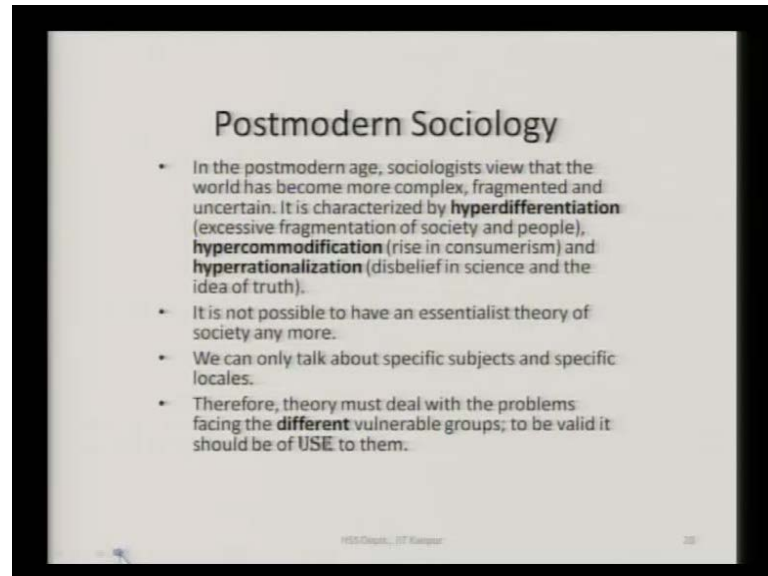 Postmodern Sociology
• In the postmodern age, sociologists view that the
world has become more complex, fragmented and
uncertain. It is characterized by hyperdifferentiation
(excessive fragmentation of society and people),
hypercommodification (rise in consumerism) and
hyperrationalization (disbelief in science and the
idea of truth).
• It is not possible to have an essentialist theory of
society any more.
• We can only talk about specific subjects and specific
locales.
• Therefore, theory must deal with the problems
facing the different vulnerable groups; to be valid it
should be of USE to them.
HSS Deptt., IIT Kanpur